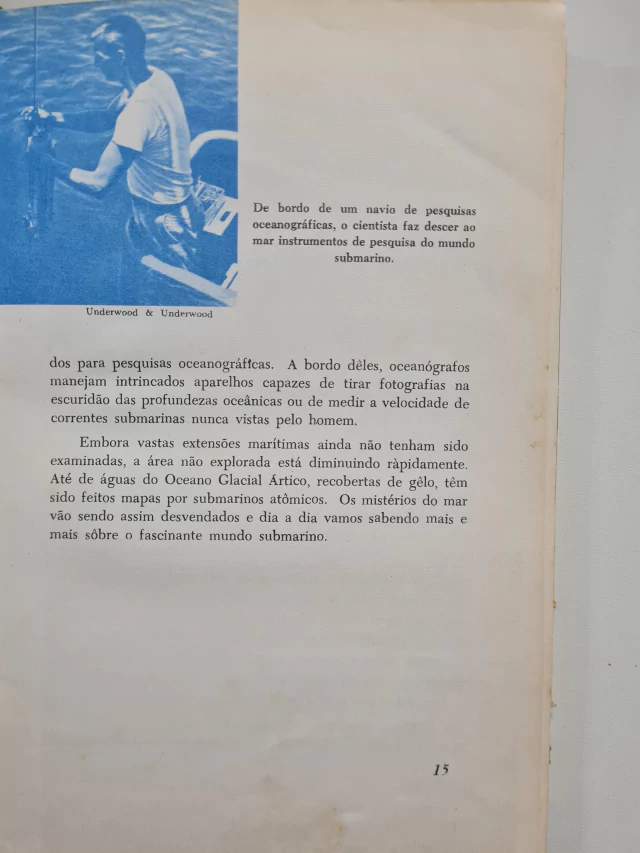 De bordo de um navio de pesquisas
oceanográficas, o cientista faz descer ao
mar instrumentos de pesquisa do mundo
submarino.
Underwood & Underwood
dos para pesquisas oceanográficas. A bordo dêles, oceanógrafos
manejam intrincados aparelhos capazes de tirar fotografias na
escuridão das profundezas oceânicas ou de medir a velocidade de
correntes submarinas nunca vistas pelo homem.
Embora vastas extensões marítimas ainda não tenham sido
examinadas, a área não explorada está diminuindo ràpidamente.
Até de águas do Oceano Glacial Ártico, recobertas de gêlo, têm
sido feitos mapas por submarinos atômicos. Os mistérios do mar
vão sendo assim desvendados e dia a dia vamos sabendo mais e
mais sôbre o fascinante mundo submarino.
15